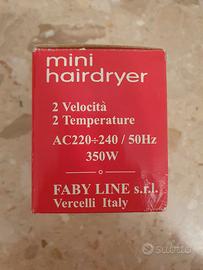 mini
hairdryer
2 Velocità
2 Temperature
AC220÷240 / 50Hz
350W
FABY LINE s.r.l.
Vercelli Italy
subito